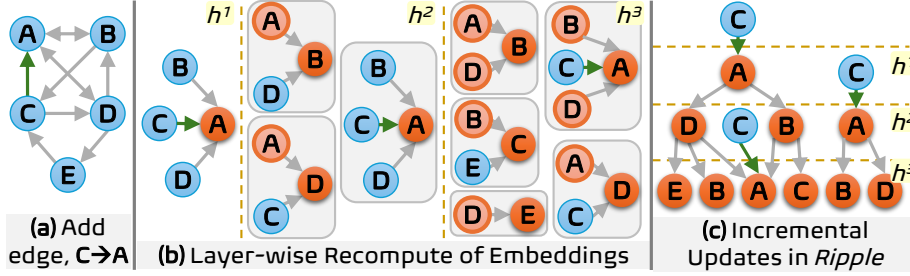 A
B
C
D
E
(a) Add
edge, C→A
h¹
B
C
A
D
A
B
D
A
D
C
h²
B
C
A
D
A
B
D
B
C
E
D
E
h³
B
C
A
D
A
D
C
(b) Layer-wise Recompute of Embeddings
C
h¹
A
C
D
C
B
A
h²
h³
E
B
A
C
B
D
(c) Incremental
Updates in Ripple